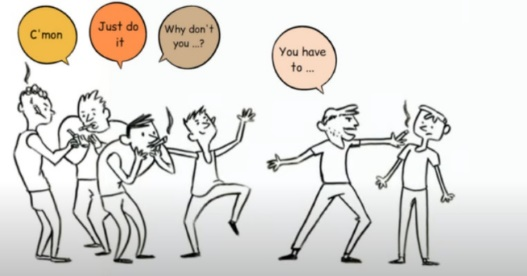 C'mon
Just do
it
Why don't
you ...?
You have
to ...